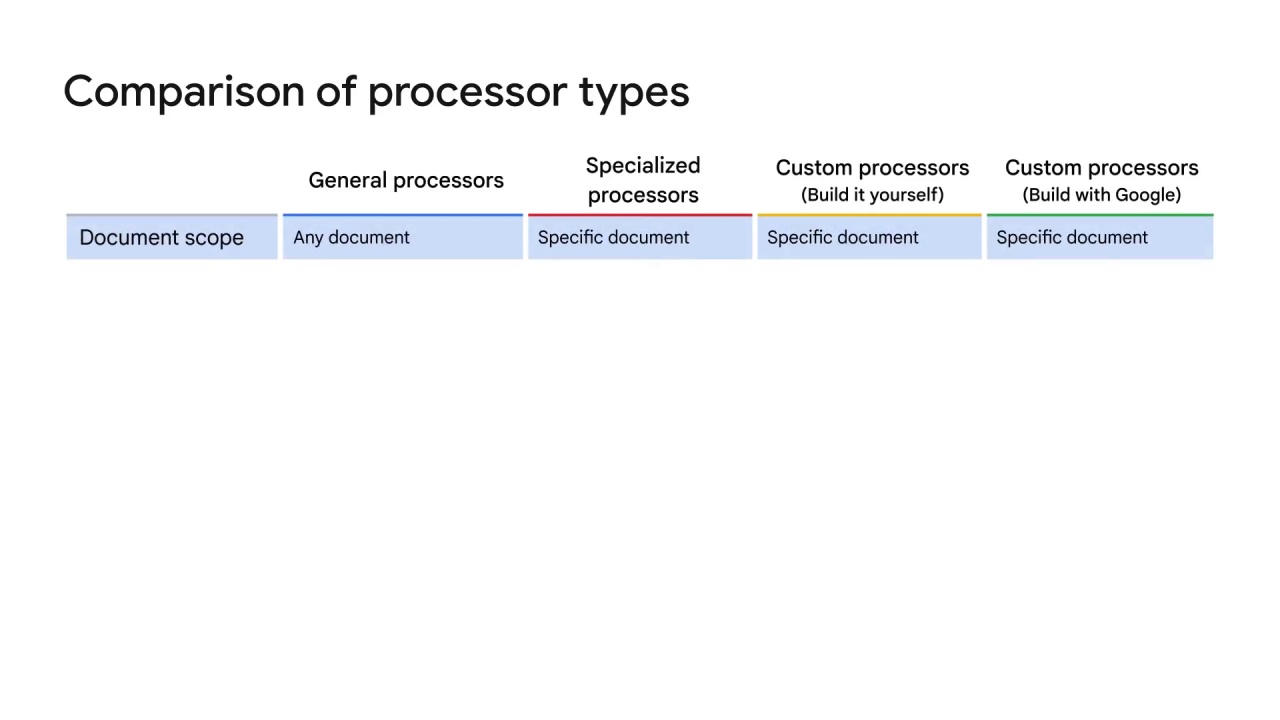 Comparison of processor types
General processors
Specialized
processors
Custom processors
(Build it yourself)
Custom processors
(Build with Google)
Document scope
Any document
Specific document
Specific document
Specific document